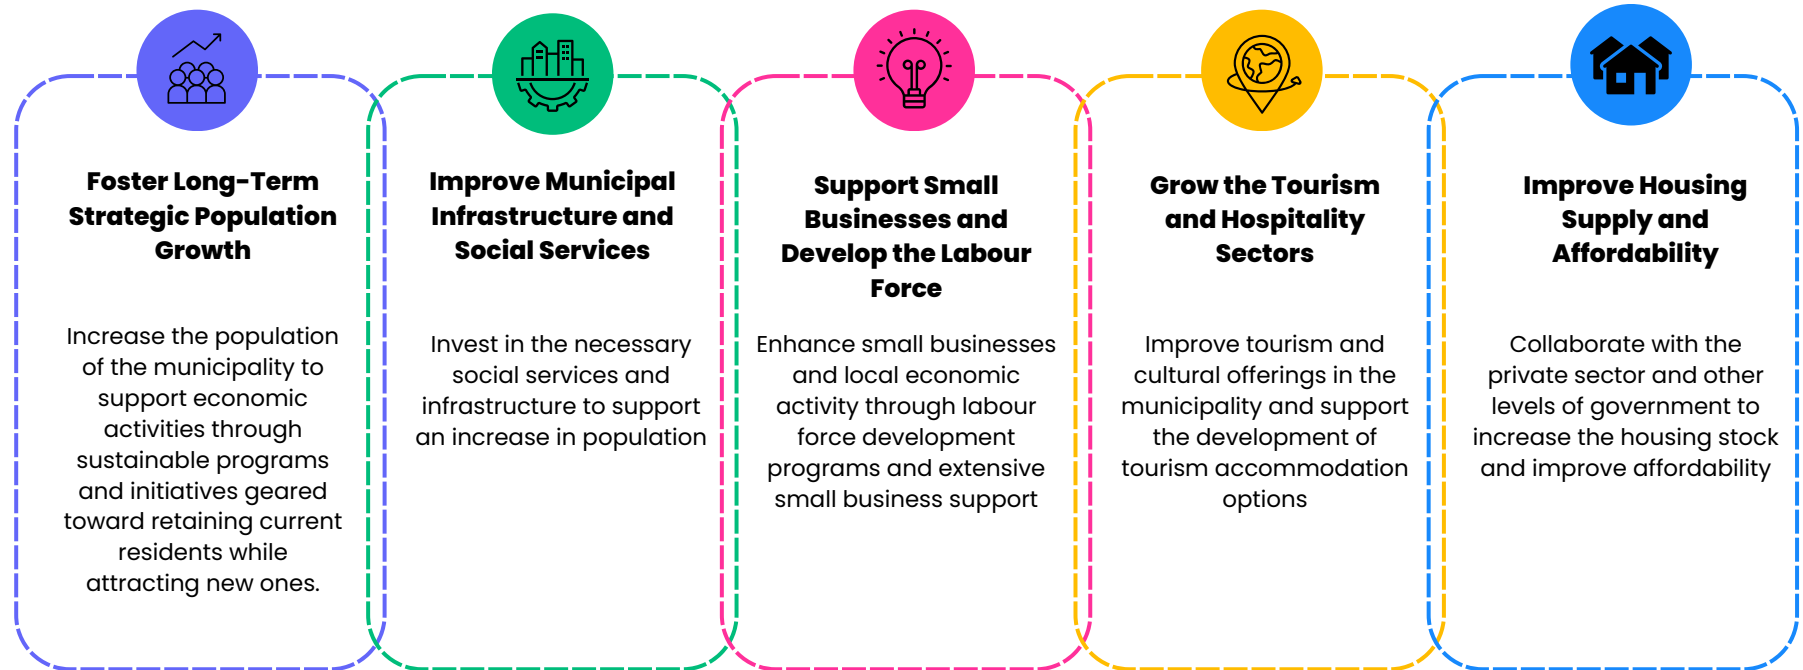 Foster Long-Term
Strategic Population
Growth
Increase the population
of the municipality to
support economic
activities through
sustainable programs
and initiatives geared
toward retaining current
residents while
attracting new ones.
Improve Municipal
Infrastructure and
Social Services
Invest in the necessary
social services and
infrastructure to support
an increase in population
Support Small
Businesses and
Develop the Labour
Force
Enhance small businesses
and local economic
activity through labour
force development
programs and extensive
small business support
Grow the Tourism
and Hospitality
Sectors
Improve tourism and
cultural offerings in the
municipality and support
the development of
tourism accommodation
options
Improve Housing
Supply and
Affordability
Collaborate with the
private sector and other
levels of government to
increase the housing stock
and improve affordability